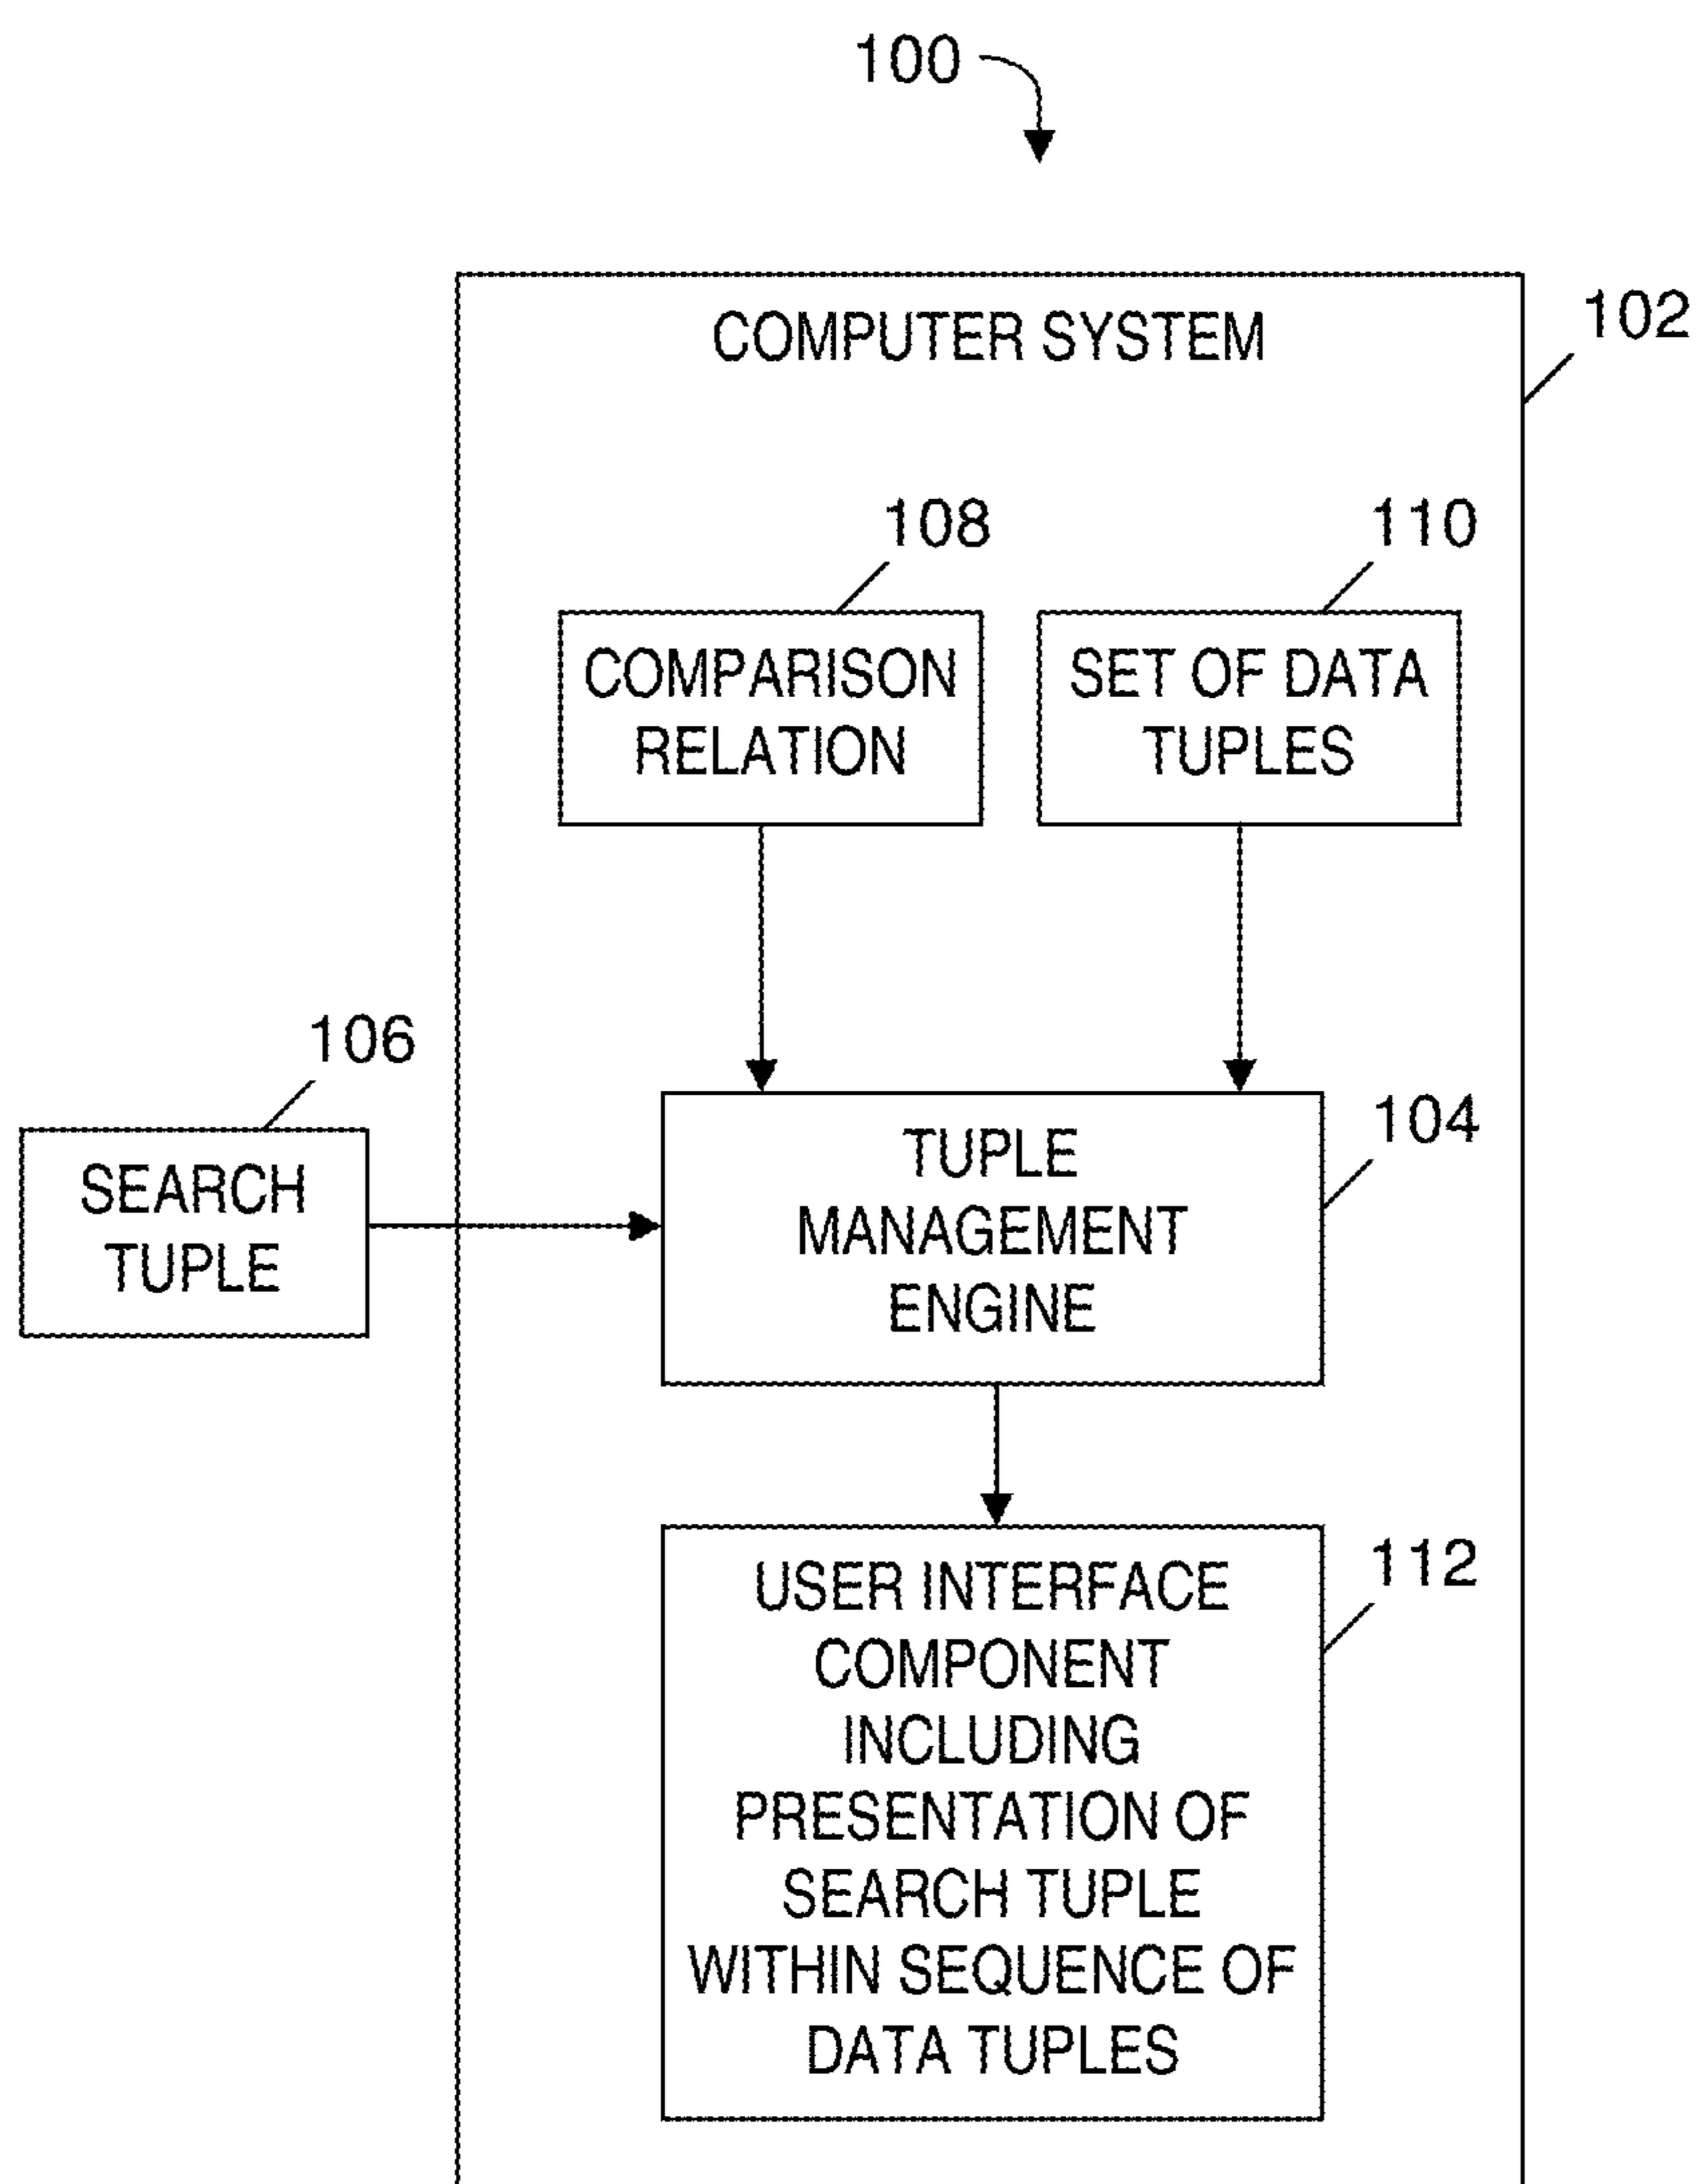 100
COMPUTER SYSTEM
102
108
110
COMPARISON
RELATION
SET OF DATA
TUPLES
106
SEARCH
TUPLE
104
TUPLE
MANAGEMENT
ENGINE
112
USER INTERFACE
COMPONENT
INCLUDING
PRESENTATION OF
SEARCH TUPLE
WITHIN SEQUENCE OF
DATA TUPLES